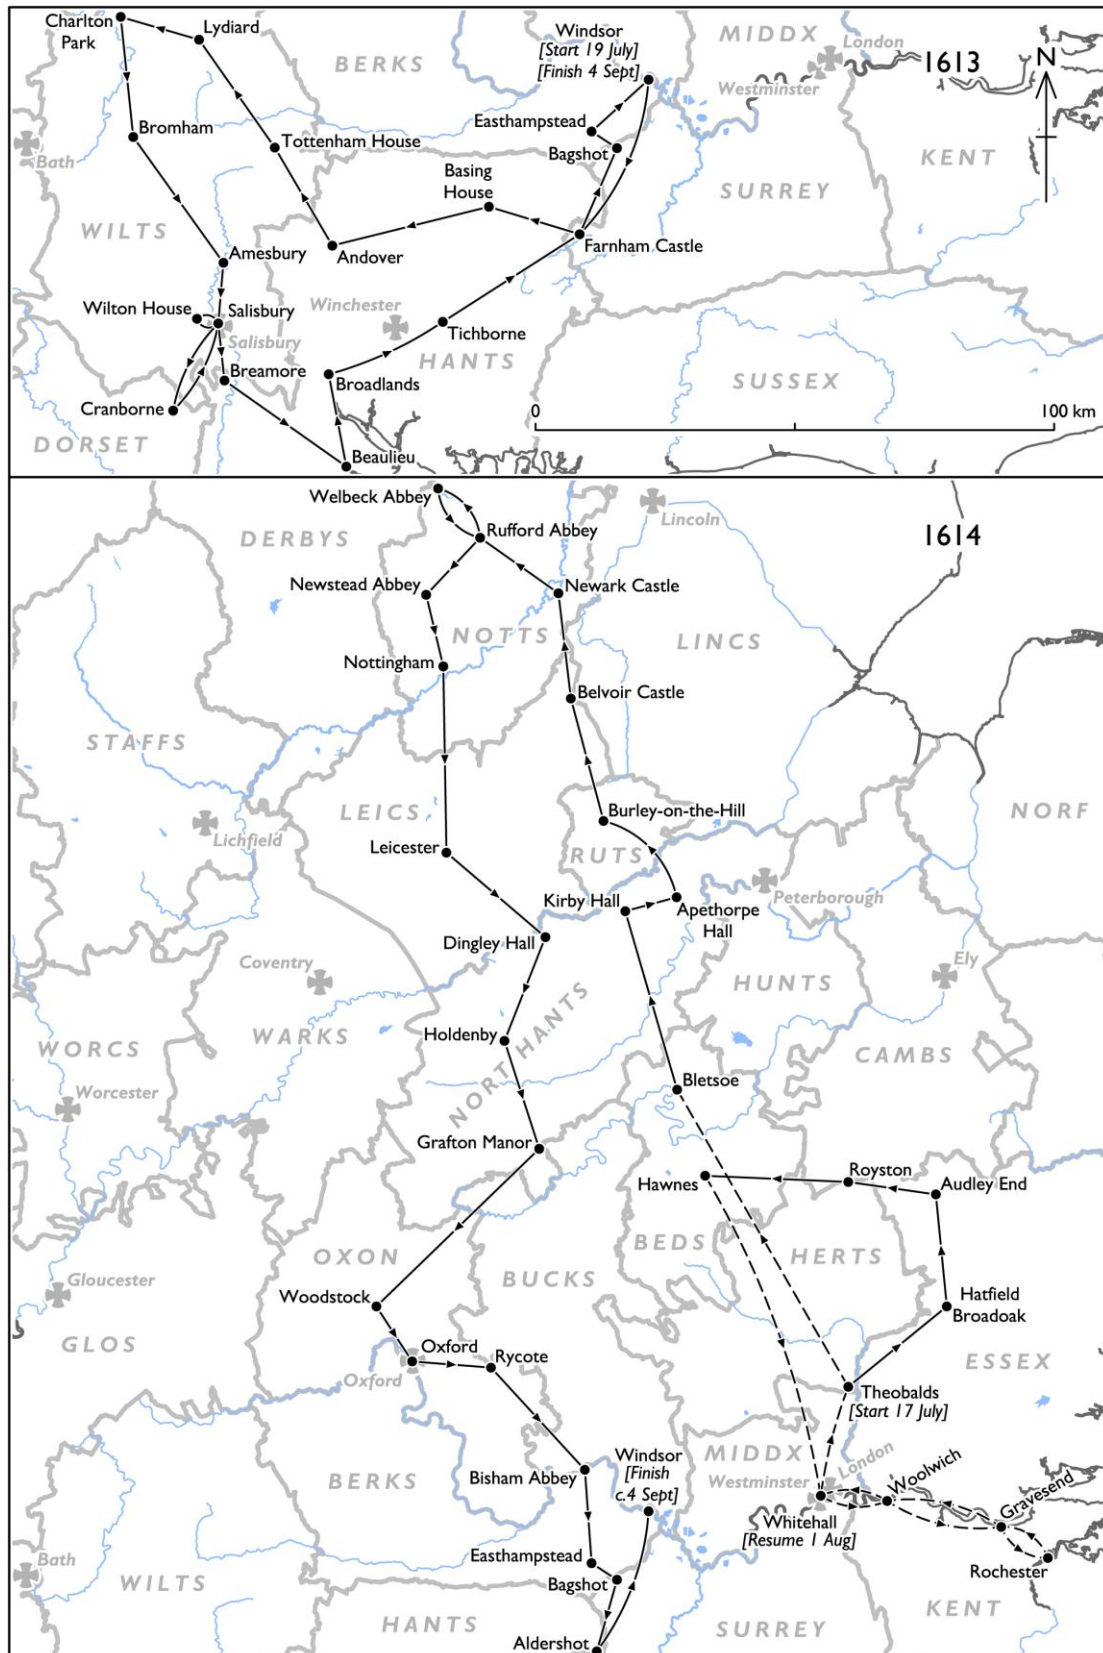 1613
N
Charlton
Park
Lydiard
BERKS
Windsor
[Start 19 July]
[Finish 4 Sept]
MIDDX
London
Westminster
Easthampstead
Bagshot
KENT
Bromham
Tottenham House
Bath
Basing
House
SURREY
WILTS
Amesbury
Andover
Farnham Castle
Wilton House
Salisbury
Salisbury
Winchester
Tichborne
HANTS
Breamore
Broadlands
SUSSEX
Cranborne
0
100 km
DORSET
Beaulieu
1614
Welbeck Abbey
Lincoln
DERBYS
Rufford Abbey
Newstead Abbey
Newark Castle
NOTTS
LINCS
Nottingham
Belvoir Castle
STAFFS
LEICS
Burley-on-the-Hill
NORF
Lichfield
Leicester
RUTS
Kirby Hall
Peterborough
Apethorpe
Hall
Dingley Hall
Coventry
Ely
HUNTS
WARKS
Holdenby
NORTHANTS
WORCS
CAMBS
Worcester
Bletsoe
Grafton Manor
Hawnes
Royston
Audley End
OXON
BEDS
HERTS
BUCKS
Gloucester
Woodstock
Hatfield
Broadoak
GLOS
Oxford
Rycote
Oxford
ESSEX
Theobalds
[Start 17 July]
MIDDX
London
Windsor
[Finish
c.4 Sept]
Westminster
Woolwich
BERKS
Bisham Abbey
Gravesend
Whitehall
[Resume 1 Aug]
Bath
Easthampstead
Rochester
WILTS
Bagshot
KENT
HANTS
SURREY
Aldershot